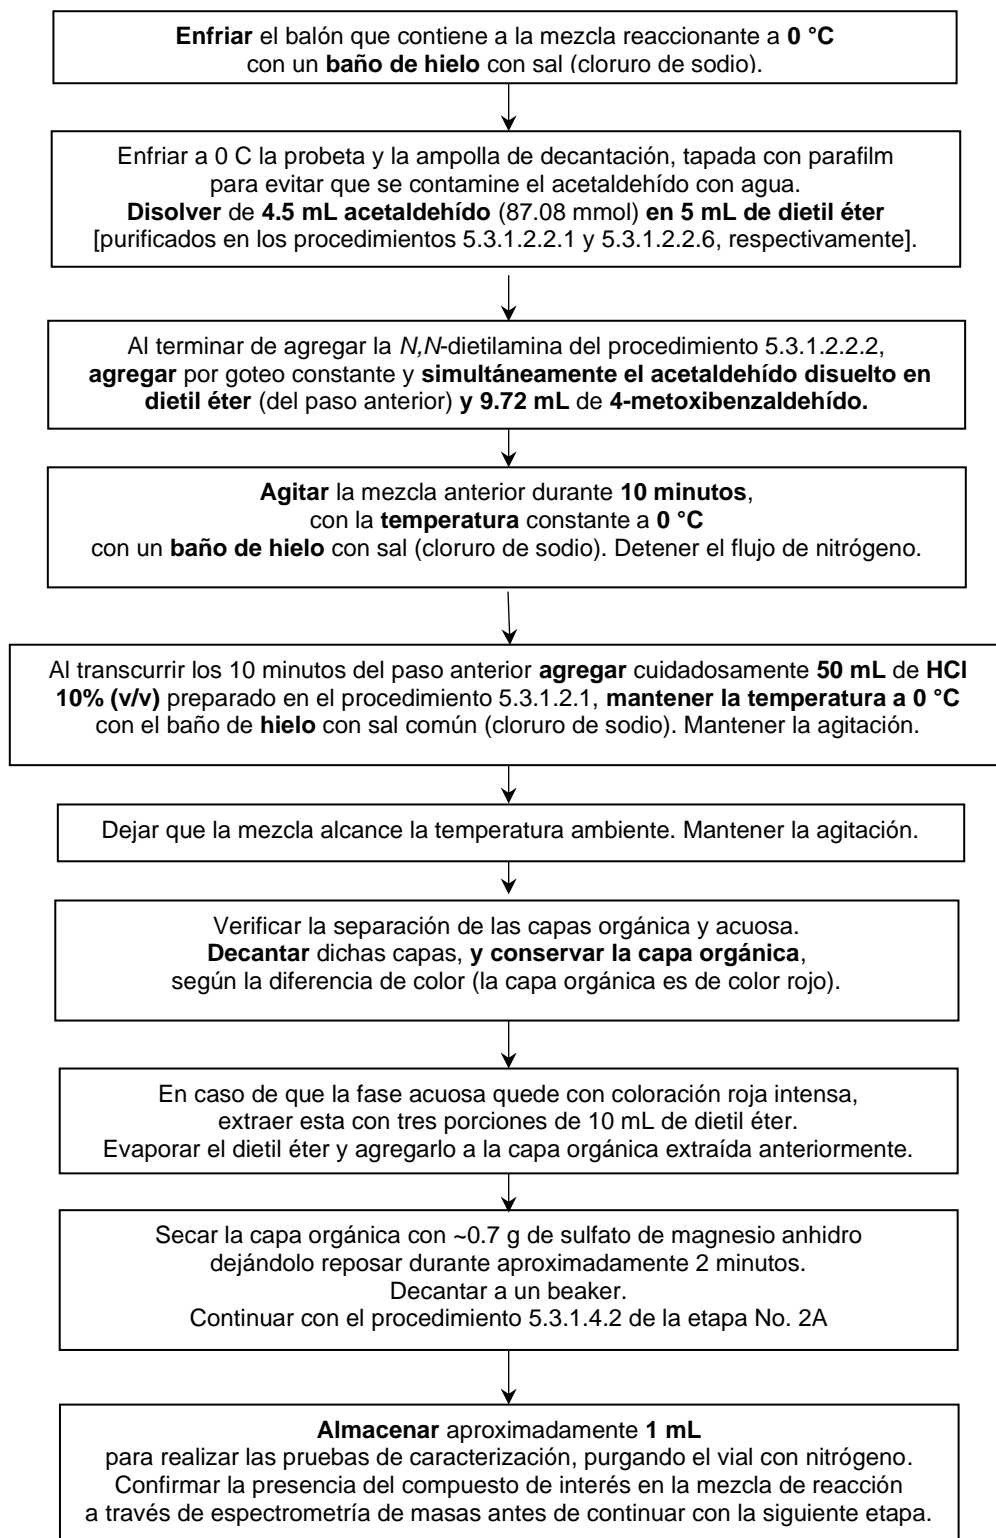 Enfriar el balón que contiene a la mezcla reaccionante a 0 °C
con un baño de hielo con sal (cloruro de sodio).
Enfriar a 0 C la probeta y la ampolla de decantación, tapada con parafilm
para evitar que se contamine el acetaldehído con agua.
Disolver de 4.5 mL acetaldehído (87.08 mmol) en 5 mL de dietil éter
[purificados en los procedimientos 5.3.1.2.2.1 y 5.3.1.2.2.6, respectivamente].
Al terminar de agregar la N,N-dietilamina del procedimiento 5.3.1.2.2.2,
agregar por goteo constante y simultáneamente el acetaldehído disuelto en
dietil éter (del paso anterior) y 9.72 mL de 4-metoxibenzaldehído.
Agitar la mezcla anterior durante 10 minutos,
con la temperatura constante a 0 °C
con un baño de hielo con sal (cloruro de sodio). Detener el flujo de nitrógeno.
Al transcurrir los 10 minutos del paso anterior agregar cuidadosamente 50 mL de HCl
10% (v/v) preparado en el procedimiento 5.3.1.2.1, mantener la temperatura a 0 °C
con el baño de hielo con sal común (cloruro de sodio). Mantener la agitación.
Dejar que la mezcla alcance la temperatura ambiente. Mantener la agitación.
Verificar la separación de las capas orgánica y acuosa.
Decantar dichas capas, y conservar la capa orgánica,
según la diferencia de color (la capa orgánica es de color rojo).
En caso de que la fase acuosa quede con coloración roja intensa,
extraer esta con tres porciones de 10 mL de dietil éter.
Evaporar el dietil éter y agregarlo a la capa orgánica extraída anteriormente.
Secar la capa orgánica con ~0.7 g de sulfato de magnesio anhidro
dejándolo reposar durante aproximadamente 2 minutos.
Decantar a un beaker.
Continuar con el procedimiento 5.3.1.4.2 de la etapa No. 2A
Almacenar aproximadamente 1 mL
para realizar las pruebas de caracterización, purgando el vial con nitrógeno.
Confirmar la presencia del compuesto de interés en la mezcla de reacción
a través de espectrometría de masas antes de continuar con la siguiente etapa.